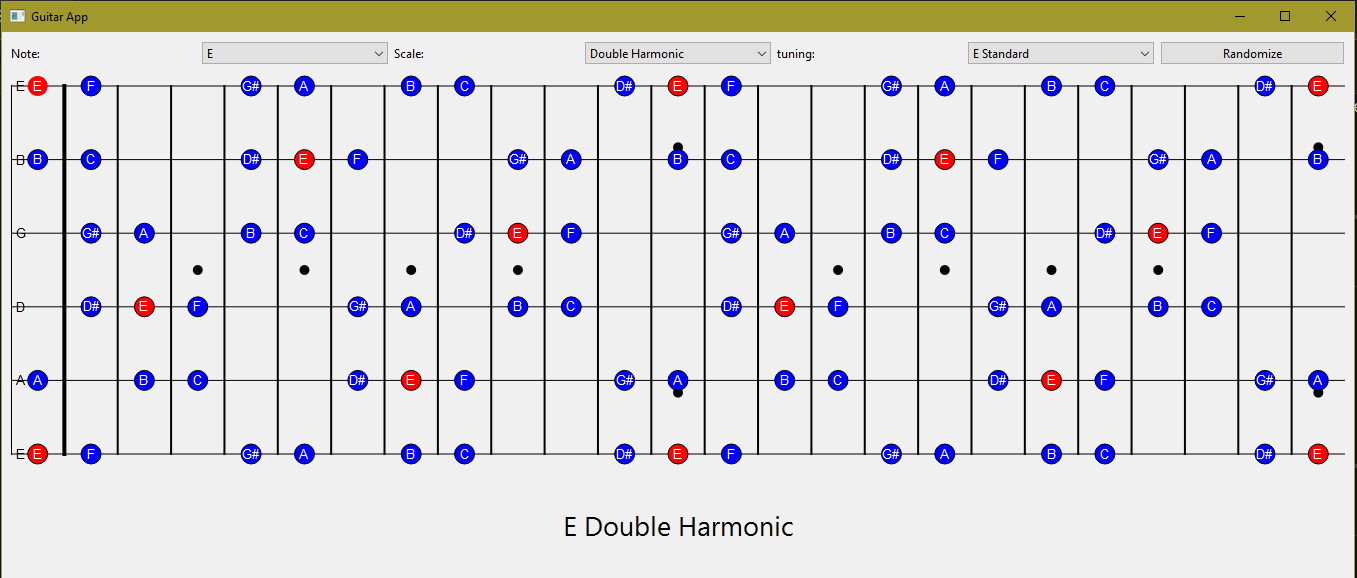 Guitar App
Note: E Scale: Double Harmonic tuning: E Standard Randomize
E E F G# A B C D# E F G# A B C D# E
B B C D# E F G# A B C D# E F G# A B
G G# A B C D# E F G# A B C D# E F
D D# E F G# A B C D# E F G# A B C
A A B C D# E F G# A B C D# E F G# A
E E F G# A B C D# E F G# A B C D# E
E Double Harmonic